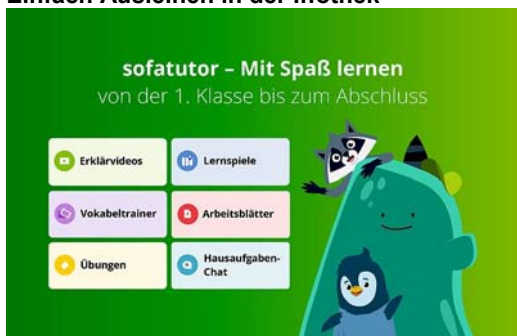 Einfach Ausleihen in der Infothek
sofatutor – Mit Spaß lernen
von der 1. Klasse bis zum Abschluss
Erklärvideos
Lernspiele
Vokabeltrainer
Arbeitsblätter
Übungen
Hausaufgaben-
Chat